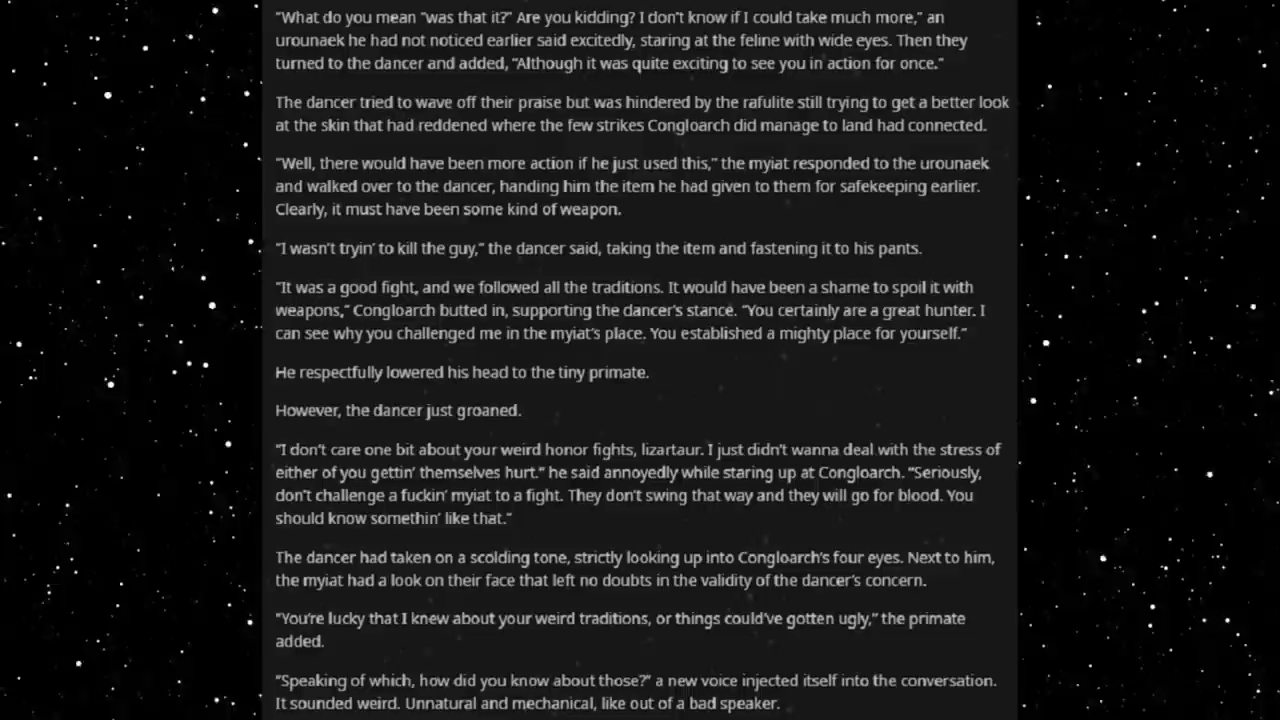 "What do you mean "was that it?" Are you kidding? I don't know if I could take much more," an
urounaek he had not noticed earlier said excitedly, staring at the feline with wide eyes. Then they
turned to the dancer and added, "Although it was quite exciting to see you in action for once."
The dancer tried to wave off their praise but was hindered by the rafulite still trying to get a better look
at the skin that had reddened where the few strikes Congloarch did manage to land had connected.
"Well, there would have been more action if he just used this," the myiat responded to the urounaek
and walked over to the dancer, handing him the item he had given to them for safekeeping earlier.
Clearly, it must have been some kind of weapon.
"I wasn't tryin' to kill the guy," the dancer said, taking the item and fastening it to his pants.
"It was a good fight, and we followed all the traditions. It would have been a shame to spoil it with
weapons," Congloarch butted in, supporting the dancer's stance. "You certainly are a great hunter. I
can see why you challenged me in the myiat's place. You established a mighty place for yourself."
He respectfully lowered his head to the tiny primate.
However, the dancer just groaned.
"I don't care one bit about your weird honor fights, lizartaur. I just didn't wanna deal with the stress of
either of you gettin' themselves hurt." he said annoyedly while staring up at Congloarch. "Seriously,
don't challenge a fuckin' myiat to a fight. They don't swing that way and they will go for blood. You
should know somethin' like that."
The dancer had taken on a scolding tone, strictly looking up into Congloarch's four eyes. Next to him,
the myiat had a look on their face that left no doubts in the validity of the dancer's concern.
"You're lucky that I knew about your weird traditions, or things could've gotten ugly," the primate
added.
"Speaking of which, how did you know about those?" a new voice injected itself into the conversation.
It sounded weird. Unnatural and mechanical, like out of a bad speaker.